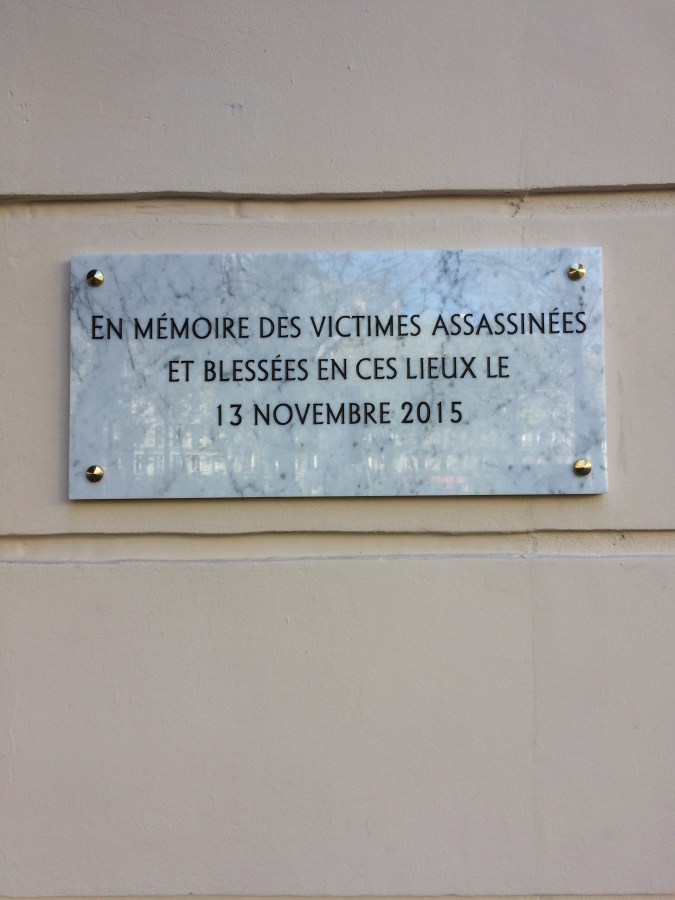 EN MÉMOIRE DES VICTIMES ASSASSINÉES
ET BLESSÉES EN CES LIEUX LE
13 NOVEMBRE 2015